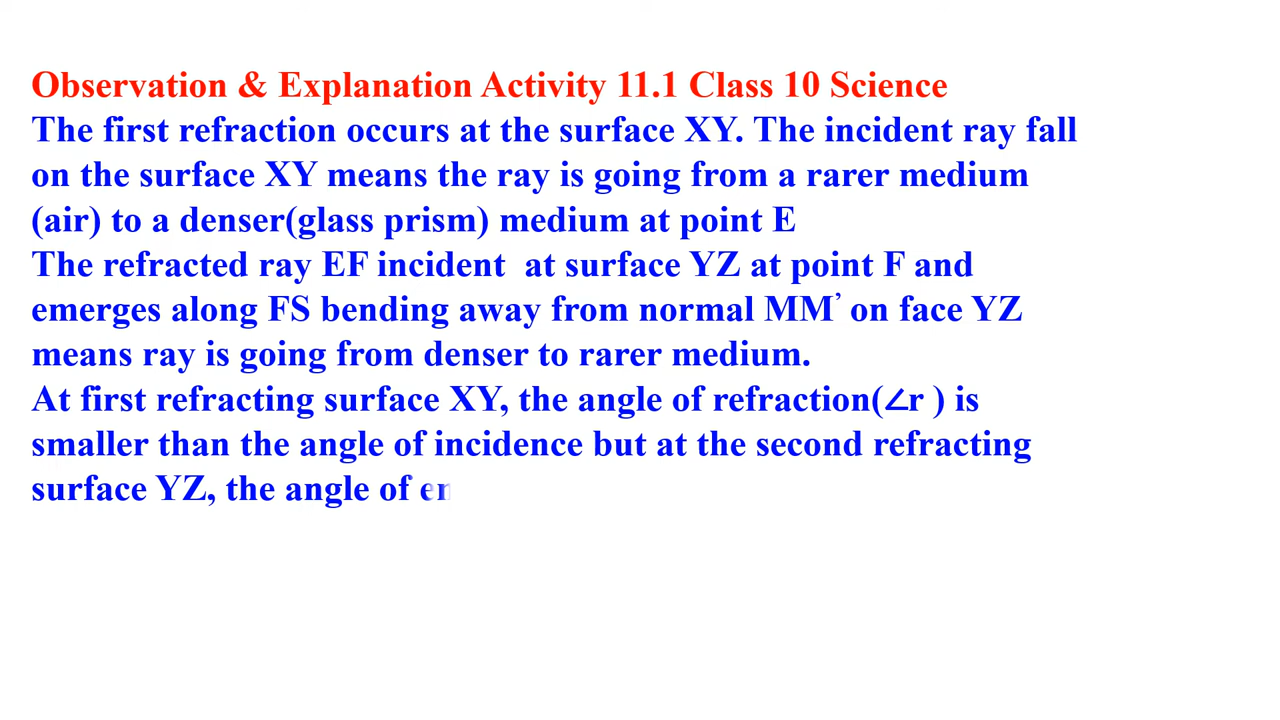 Observation & Explanation Activity 11.1 Class 10 Science
The first refraction occurs at the surface XY. The incident ray fall
on the surface XY means the ray is going from a rarer medium
(air) to a denser(glass prism) medium at point E
The refracted ray EF incident  at surface YZ at point F and
emerges along FS bending away from normal MM’ on face YZ
means ray is going from denser to rarer medium.
At first refracting surface XY, the angle of refraction(∠r ) is
smaller than the angle of incidence but at the second refracting
surface YZ, the angle of